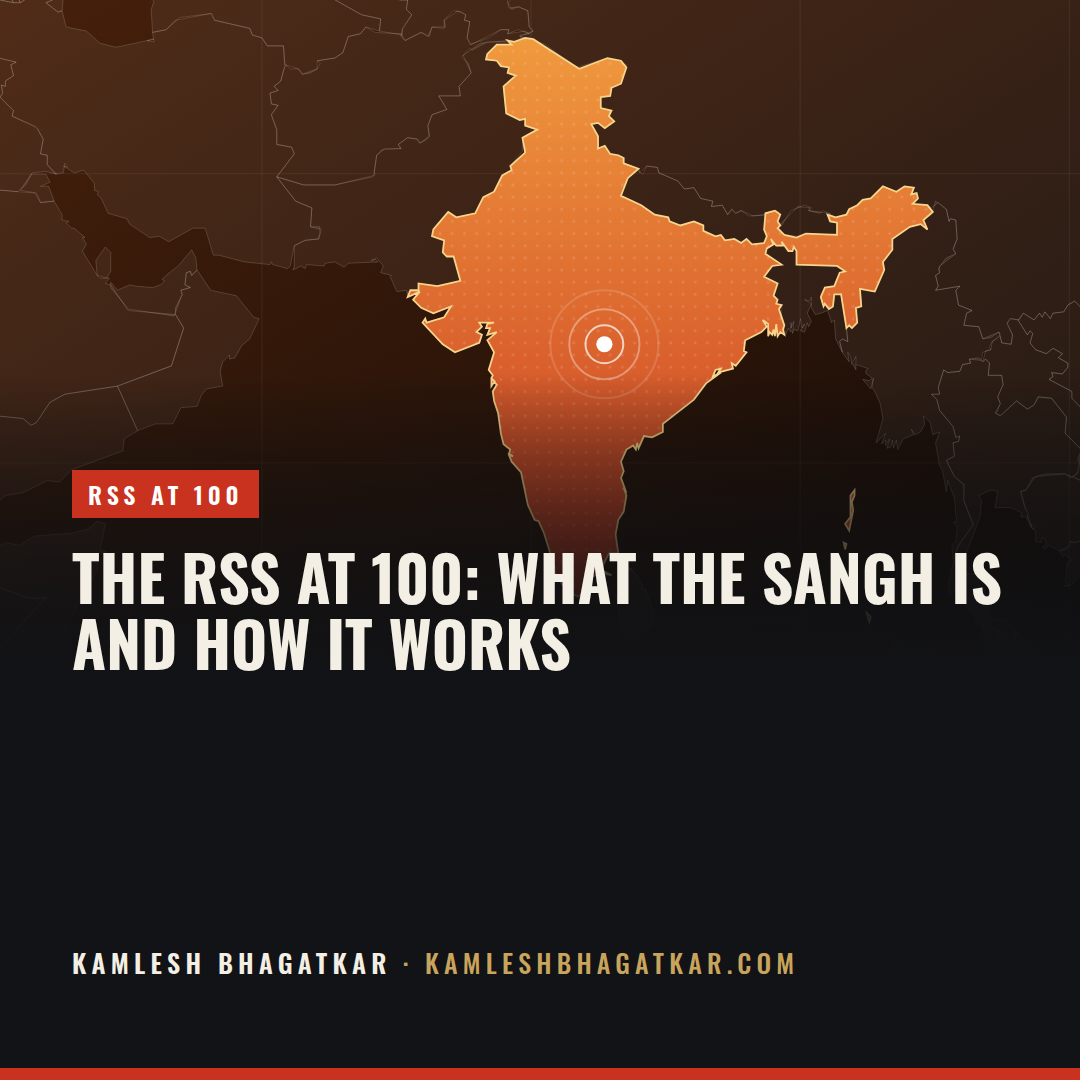 RSS AT 100
THE RSS AT 100: WHAT THE SANGH IS
AND HOW IT WORKS
KAMLESH BHAGATKAR · KAMLESHBHAGATKAR.COM